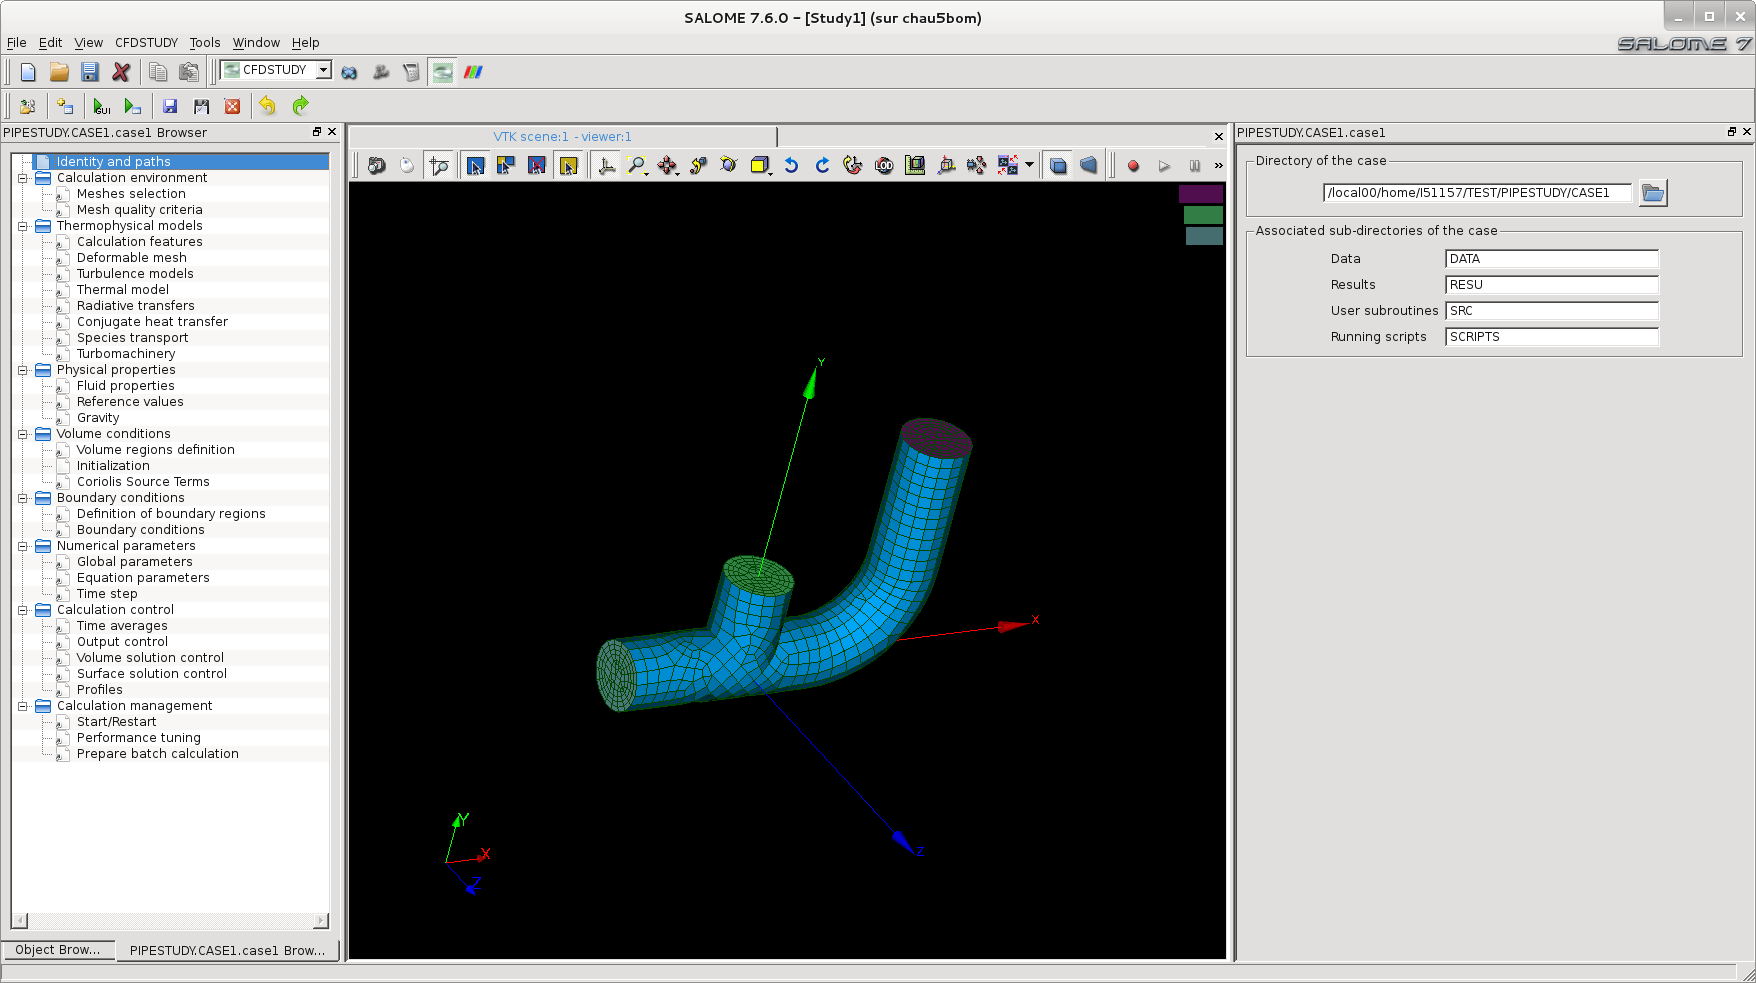 SALOME 7.6.0 – [Study1] (sur chau5bom)
File Edit View CFDSTUDY Tools Window Help
SALOME 7
CFDSTUDY
GUI
PIPESTUDY.CASE1.case1 Browser
Identity and paths
Calculation environment
Meshes selection
Mesh quality criteria
Thermophysical models
Calculation features
Deformable mesh
Turbulence models
Thermal model
Radiative transfers
Conjugate heat transfer
Species transport
Turbomachinery
Physical properties
Fluid properties
Reference values
Gravity
Volume conditions
Volume regions definition
Initialization
Coriolis Source Terms
Boundary conditions
Definition of boundary regions
Boundary conditions
Numerical parameters
Global parameters
Equation parameters
Time step
Calculation control
Time averages
Output control
Volume solution control
Surface solution control
Profiles
Calculation management
Start/Restart
Performance tuning
Prepare batch calculation
Object Brow...
PIPESTUDY.CASE1.case1 Brow...
VTK scene:1 - viewer:1
Y
X
Z
Y
X
Z
PIPESTUDY.CASE1.case1
Directory of the case
/local00/home/I51157/TEST/PIPESTUDY/CASE1
Associated sub-directories of the case
Data DATA
Results RESU
User subroutines SRC
Running scripts SCRIPTS